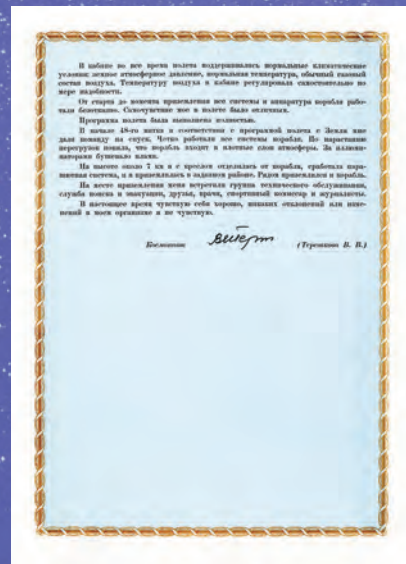 В кабине во все время полета поддерживались нормальные климатические
условия: земное атмосферное давление, нормальная температура, обычный газовый
состав воздуха. Температуру воздуха в кабине регулировала самостоятельно по
мере надобности.
От старта до момента приземления все системы и аппаратура корабля рабо-
тали безотказно. Самочувствие мое в полете было отличным.
Программа полета была выполнена полностью.
В начале 48-го витка в соответствии с программой полета с Земли мне
дали команду на спуск. Четко работали все системы корабля. По нарастанию
перегрузок поняла, что корабль входит в плотные слои атмосферы. За иллюми-
наторами бушевало пламя.
На высоте около 7 км я с креслом отделилась от корабля, сработала пара-
шютная система, и я приземлилась в заданном районе. Рядом приземлился и корабль.
На месте приземления меня встретили группа технического обслуживания,
служба поиска и эвакуации, друзья, врачи, спортивный комиссар и журналисты.
В настоящее время чувствую себя хорошо, никаких отклонений или изме-
нений в моем организме я не чувствую.
Космонавт (Терешкова В. В.)